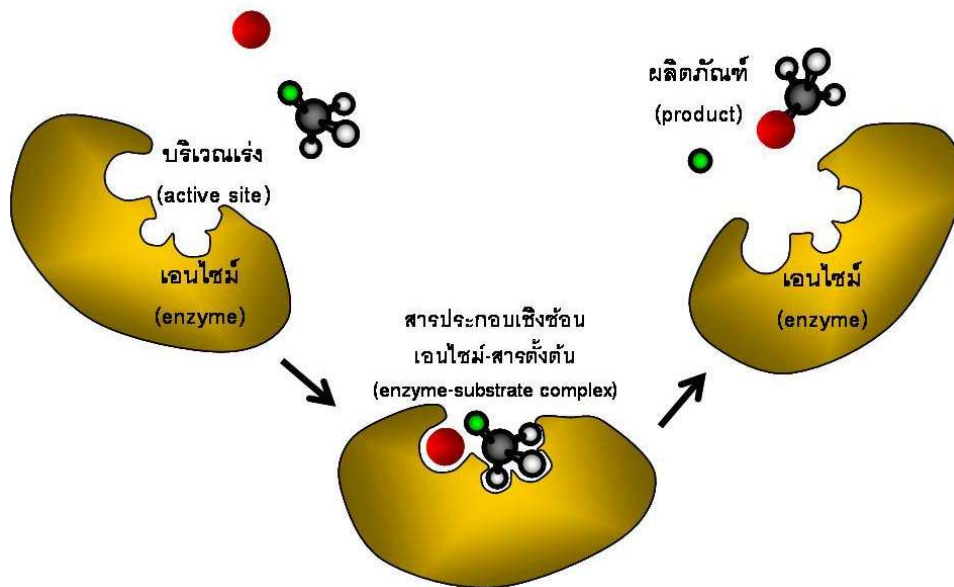 บริเวณเร่ง
(active site)
เอนไซม์
(enzyme)
สารประกอบเชิงซ้อน
เอนไซม์-สารตั้งต้น
(enzyme-substrate complex)
ผลิตภัณฑ์
(product)
เอนไซม์
(enzyme)